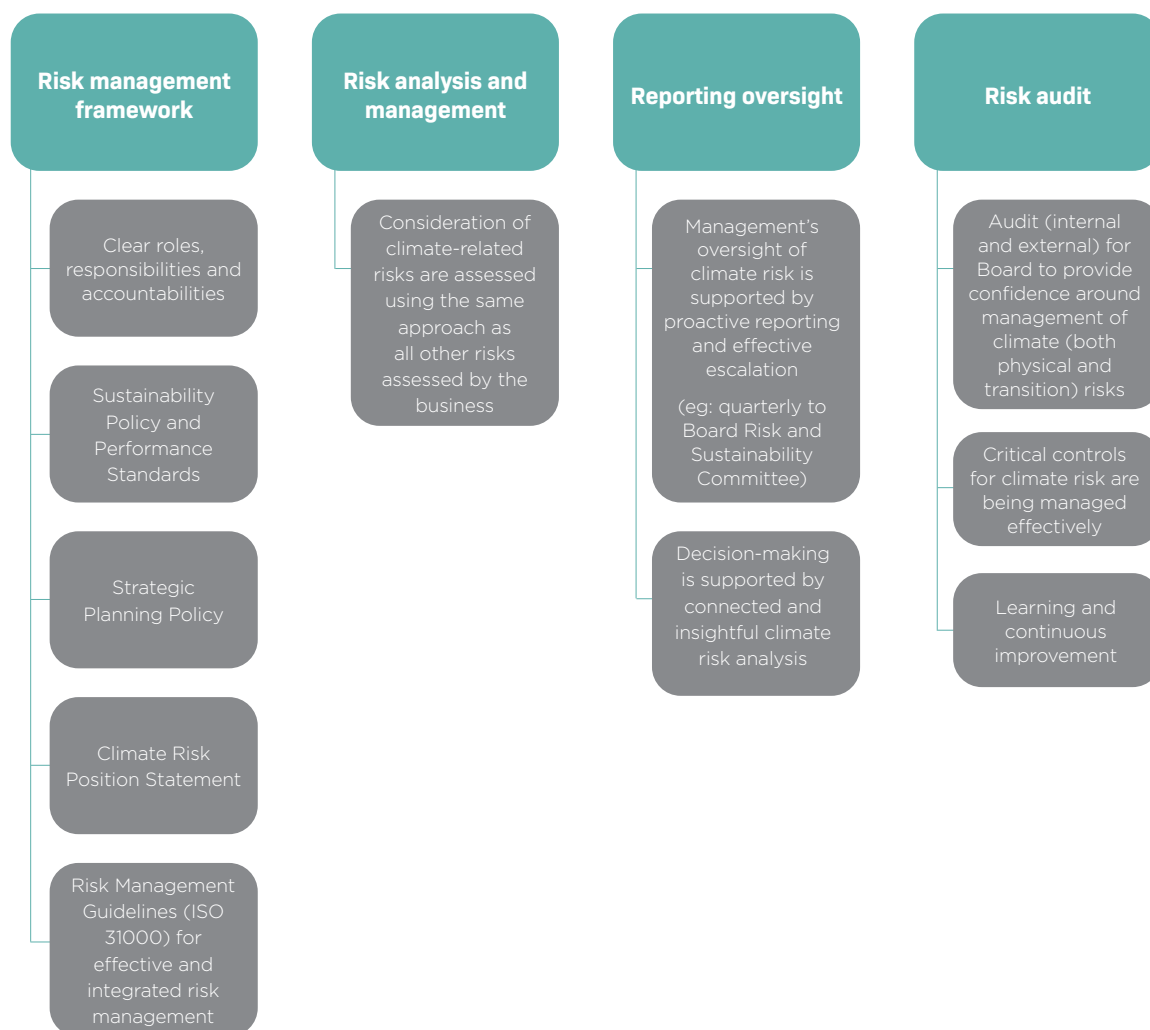 Risk management
framework
Clear roles,
responsibilities and
accountabilities
Sustainability
Policy and
Performance
Standards
Strategic
Planning Policy
Climate Risk
Position Statement
Risk Management
Guidelines (ISO
31000) for
effective and
integrated risk
management
Risk analysis and
management
Consideration of
climate-related
risks are assessed
using the same
approach as
all other risks
assessed by the
business
Reporting oversight
Management’s
oversight of
climate risk is
supported by
proactive reporting
and effective
escalation
(eg: quarterly to
Board Risk and
Sustainability
Committee)
Decision-making
is supported by
connected and
insightful climate
risk analysis
Risk audit
Audit (internal
and external) for
Board to provide
confidence around
management of
climate (both
physical and
transition) risks
Critical controls
for climate risk are
being managed
effectively
Learning and
continuous
improvement